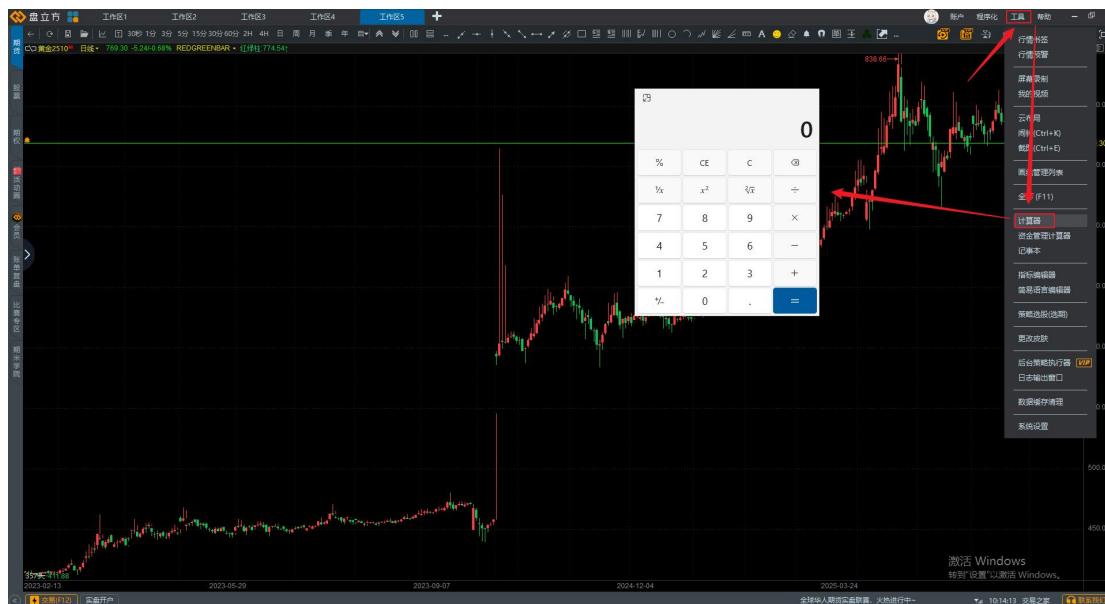 盘立方 工作区1 工作区2 工作区3 工作区4 工作区5 账户 程序化 工具 帮助
30秒 1分 3分 5分 15分 30分 60分 2H 4H 日 周 月 季 年
黄金2510 日线 769.30 -5.24/-0.68% REDGREENBAR 红绿柱:774.54↑
838.66
期货
股票
期权
活动画
会员
账单复盘
比赛专区
期米学院
0
% CE C
¹/x x² ²√x ÷
7 8 9 ×
4 5 6 −
1 2 3 +
+/− 0 . =
行情书签
行情预警
屏幕录制
我的视频
云布局
闹钟(Ctrl+K)
截图(Ctrl+E)
画线管理列表
全屏 (F11)
计算器
资金管理计算器
记事本
指标编辑器
简易语言编辑器
策略选股(选期)
更改皮肤
后台策略执行器 VIP
日志输出窗口
数据缓存清理
系统设置
500.0
450.0
411.88
激活 Windows
转到"设置"以激活 Windows。
2023-02-13 2023-05-29 2023-09-07 2024-12-04 2025-03-24
交易(F12) 实盘开户 全球华人期货实盘联赛，火热进行中~ 10:14:13 交易之家 联系我们